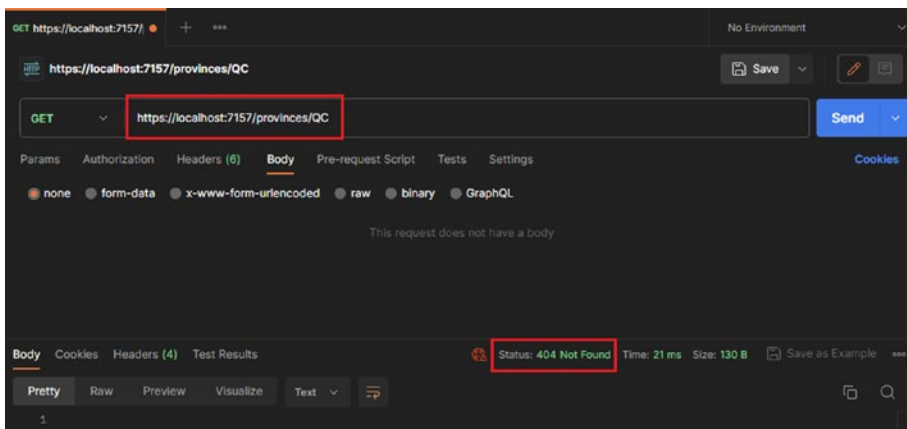 GET https://localhost:7157/
No Environment
HTTP https://localhost:7157/provinces/QC
Save
GET https://localhost:7157/provinces/QC Send
Params Authorization Headers (6) Body Pre-request Script Tests Settings Cookies
none form-data x-www-form-urlencoded raw binary GraphQL
This request does not have a body
Body Cookies Headers (4) Test Results Status: 404 Not Found Time: 21 ms Size: 130 B Save as Example
Pretty Raw Preview Visualize Text
1